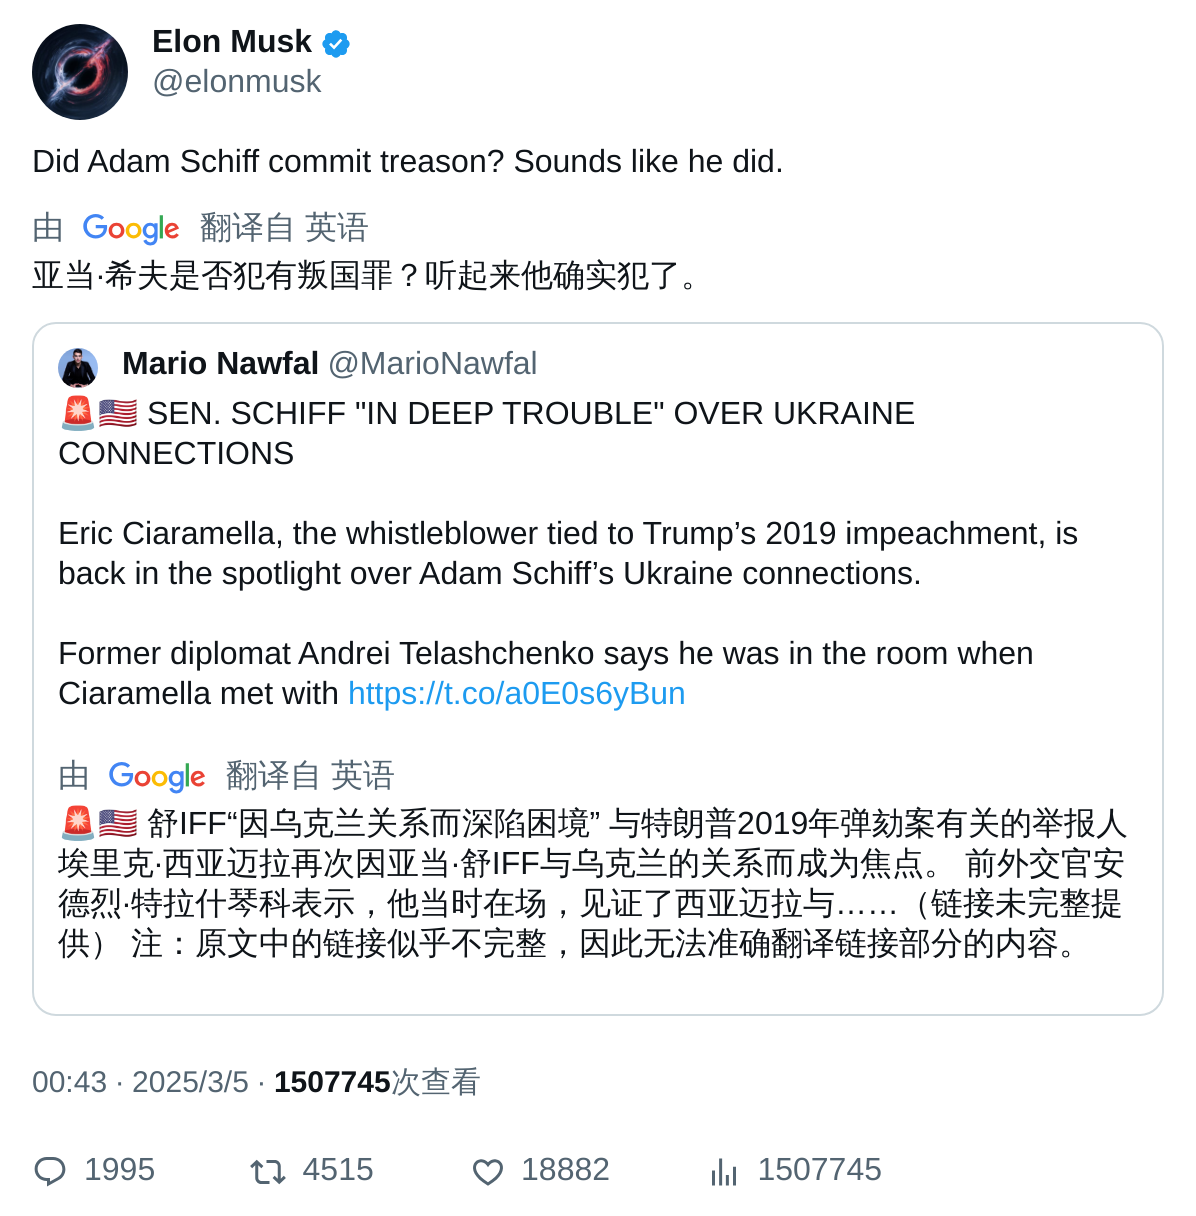 Elon Musk
@elonmusk
Did Adam Schiff commit treason? Sounds like he did.
由 Google 翻译自 英语
亚当·希夫是否犯有叛国罪？听起来他确实犯了。
Mario Nawfal @MarioNawfal
🚨🇺🇸 SEN. SCHIFF "IN DEEP TROUBLE" OVER UKRAINE
CONNECTIONS
Eric Ciaramella, the whistleblower tied to Trump’s 2019 impeachment, is
back in the spotlight over Adam Schiff’s Ukraine connections.
Former diplomat Andrei Telashchenko says he was in the room when
Ciaramella met with https://t.co/a0E0s6yBun
由 Google 翻译自 英语
🚨🇺🇸 舒IFF“因乌克兰关系而深陷困境” 与特朗普2019年弹劾案有关的举报人
埃里克·西亚迈拉再次因亚当·舒IFF与乌克兰的关系而成为焦点。 前外交官安
德烈·特拉什琴科表示，他当时在场，见证了西亚迈拉与……（链接未完整提
供） 注：原文中的链接似乎不完整，因此无法准确翻译链接部分的内容。
00:43 · 2025/3/5 · 1507745次查看
1995 4515 18882 1507745